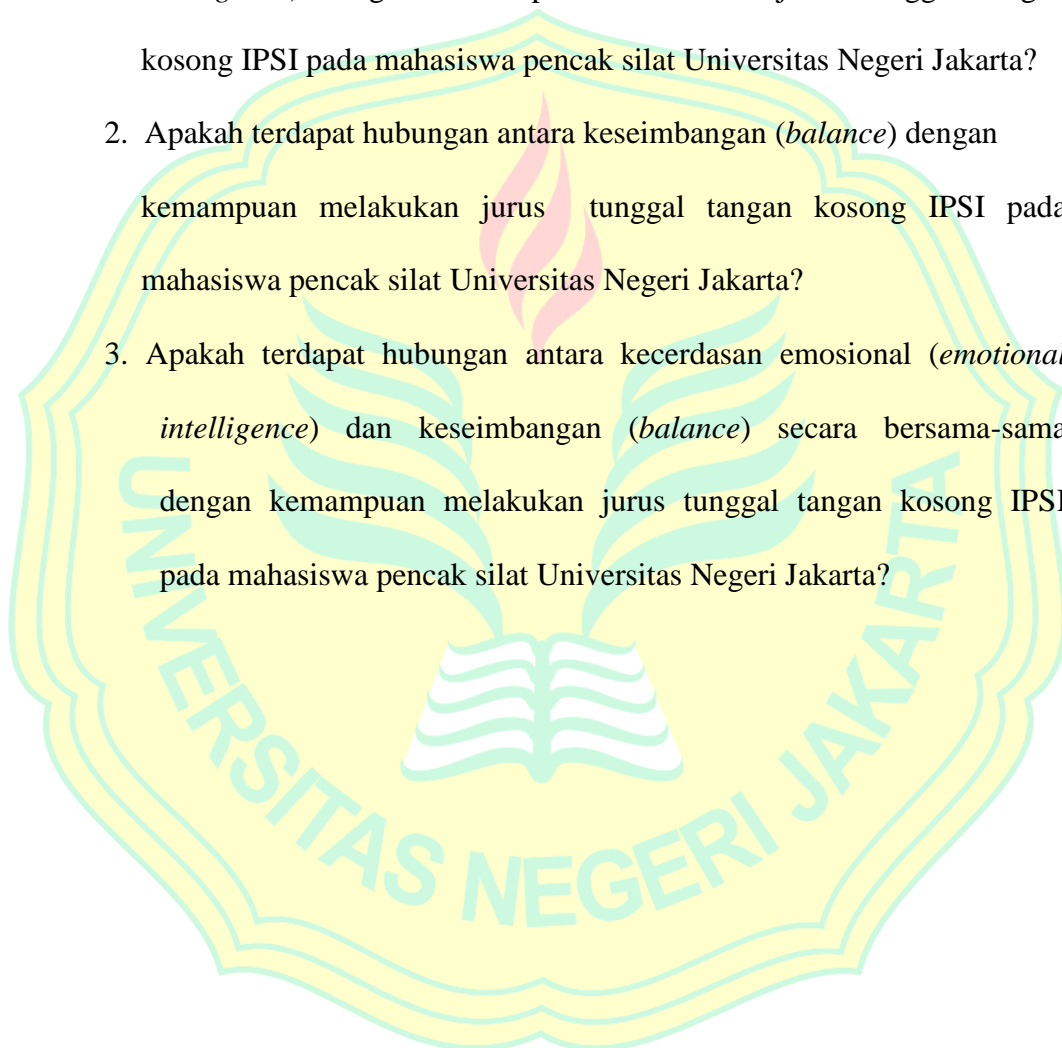 kosong IPSI pada mahasiswa pencak silat Universitas Negeri Jakarta?
2. Apakah terdapat hubungan antara keseimbangan (balance) dengan
kemampuan melakukan jurus tunggal tangan kosong IPSI pada
mahasiswa pencak silat Universitas Negeri Jakarta?
3. Apakah terdapat hubungan antara kecerdasan emosional (emotional
intelligence) dan keseimbangan (balance) secara bersama-sama
dengan kemampuan melakukan jurus tunggal tangan kosong IPSI
pada mahasiswa pencak silat Universitas Negeri Jakarta?
UNIVERSITAS NEGERI JAKARTA